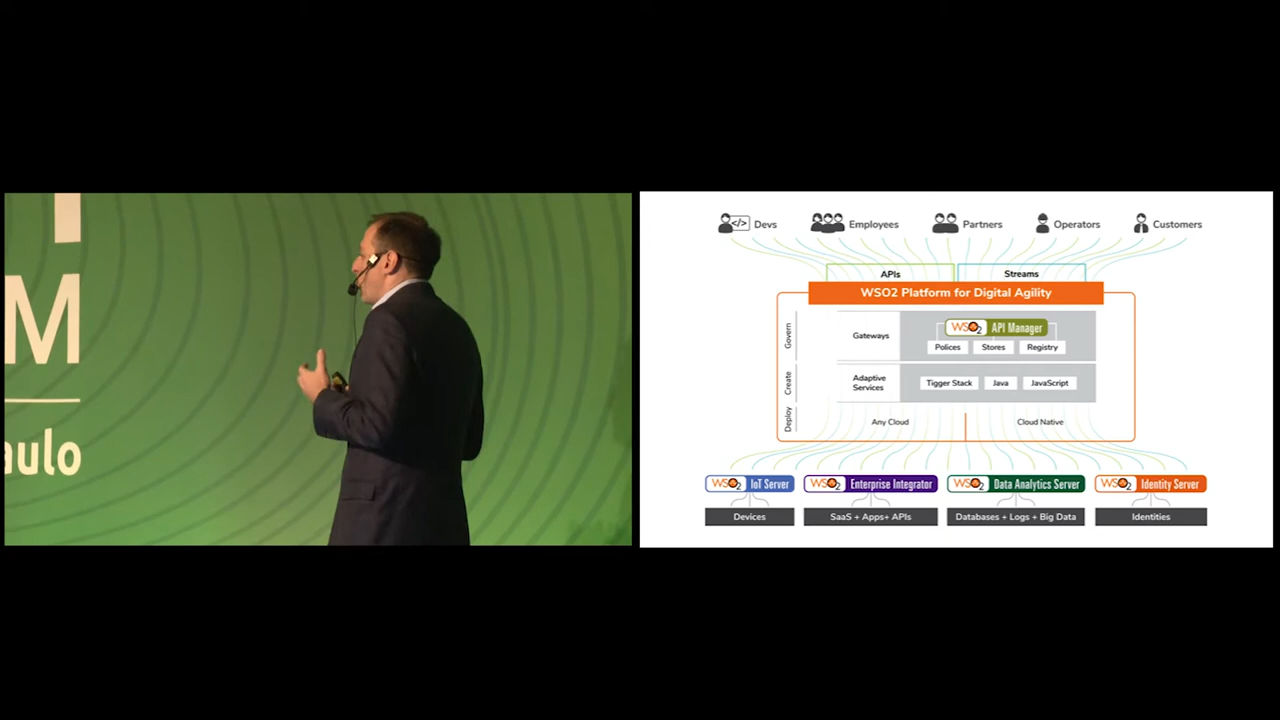 M
aulo
</> Devs
Employees
Partners
Operators
Customers
APIs
Streams
WSO2 Platform for Digital Agility
Govern
Gateways
WSO2 API Manager
Polices
Stores
Registry
Create
Adaptive Services
Tigger Stack
Java
JavaScript
Deploy
Any Cloud
Cloud Native
WSO2 IoT Server
WSO2 Enterprise Integrator
WSO2 Data Analytics Server
WSO2 Identity Server
Devices
SaaS + Apps+ APIs
Databases + Logs + Big Data
Identities